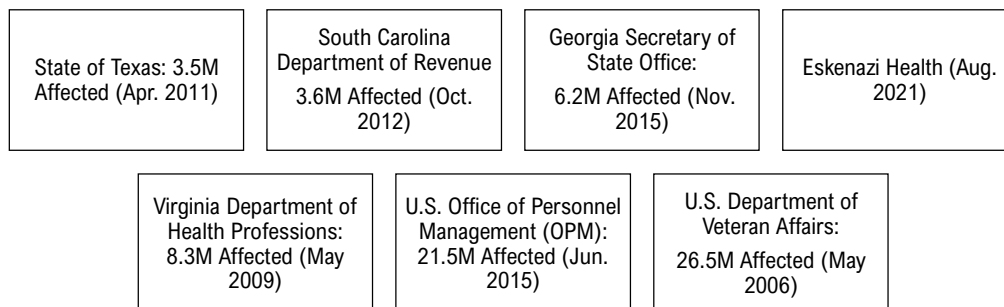 State of Texas: 3.5M
Affected (Apr. 2011)
South Carolina
Department of Revenue
3.6M Affected (Oct.
2012)
Georgia Secretary of
State Office:
6.2M Affected (Nov.
2015)
Eskenazi Health (Aug.
2021)
Virginia Department of
Health Professions:
8.3M Affected (May
2009)
U.S. Office of Personnel
Management (OPM):
21.5M Affected (Jun.
2015)
U.S. Department of
Veteran Affairs:
26.5M Affected (May
2006)